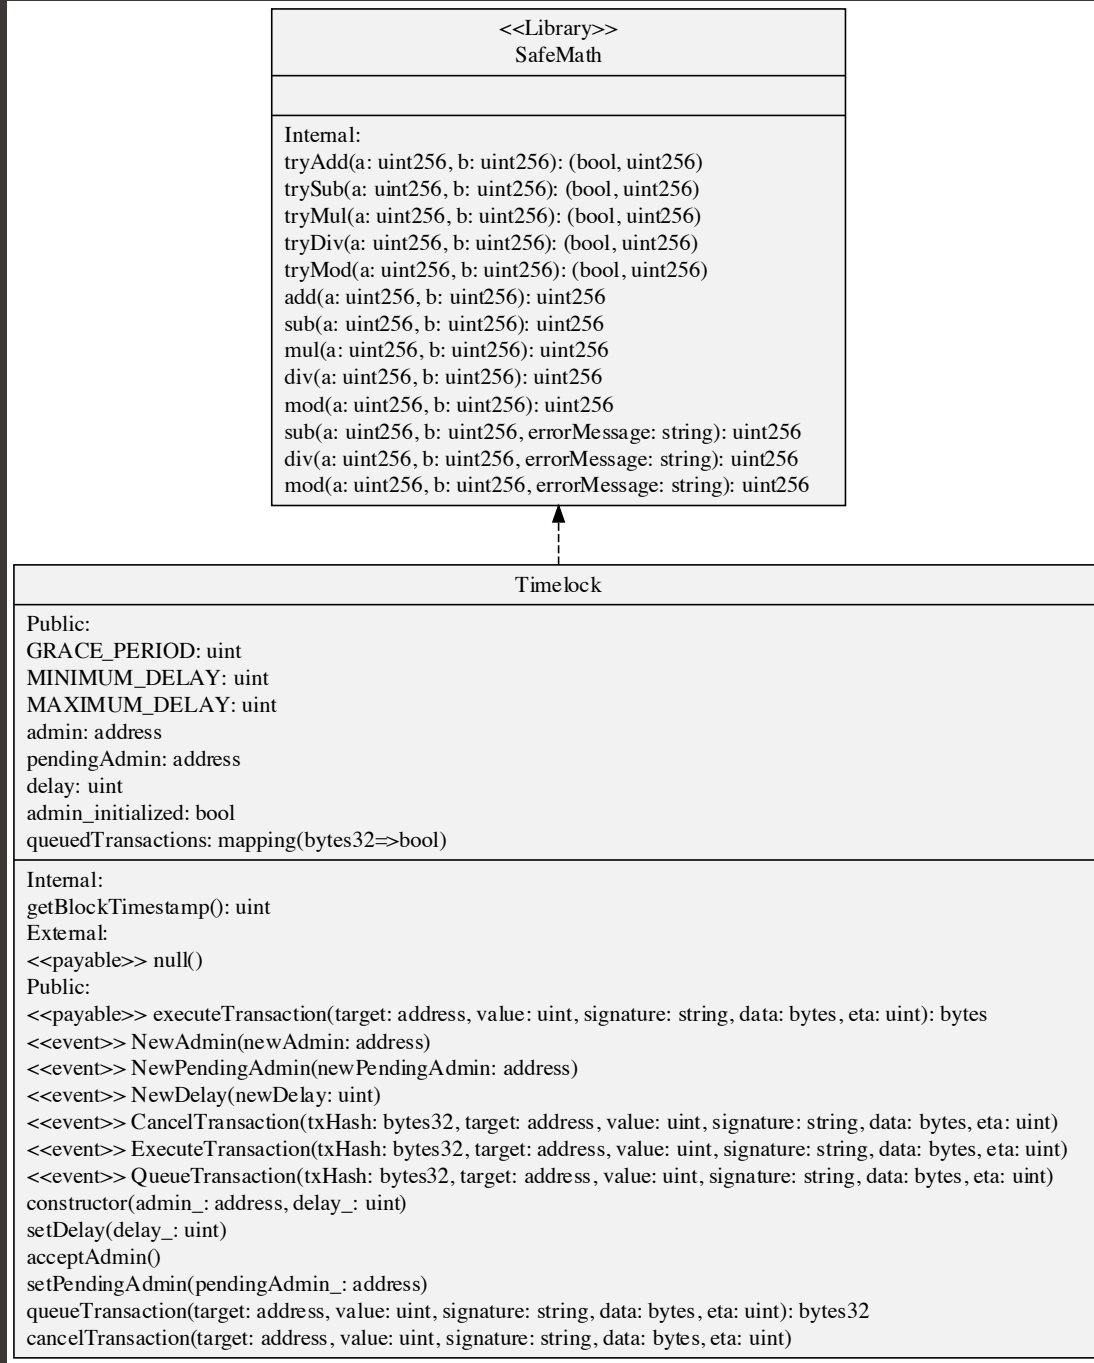 <<Library>>
SafeMath
Internal:
tryAdd(a: uint256, b: uint256): (bool, uint256)
trySub(a: uint256, b: uint256): (bool, uint256)
tryMul(a: uint256, b: uint256): (bool, uint256)
tryDiv(a: uint256, b: uint256): (bool, uint256)
tryMod(a: uint256, b: uint256): (bool, uint256)
add(a: uint256, b: uint256): uint256
sub(a: uint256, b: uint256): uint256
mul(a: uint256, b: uint256): uint256
div(a: uint256, b: uint256): uint256
mod(a: uint256, b: uint256): uint256
sub(a: uint256, b: uint256, errorMessage: string): uint256
div(a: uint256, b: uint256, errorMessage: string): uint256
mod(a: uint256, b: uint256, errorMessage: string): uint256
Timelock
Public:
GRACE_PERIOD: uint
MINIMUM_DELAY: uint
MAXIMUM_DELAY: uint
admin: address
pendingAdmin: address
delay: uint
admin_initialized: bool
queuedTransactions: mapping(bytes32=>bool)
Internal:
getBlockTimestamp(): uint
External:
<<payable>> null()
Public:
<<payable>> executeTransaction(target: address, value: uint, signature: string, data: bytes, eta: uint): bytes
<<event>> NewAdmin(newAdmin: address)
<<event>> NewPendingAdmin(newPendingAdmin: address)
<<event>> NewDelay(newDelay: uint)
<<event>> CancelTransaction(txHash: bytes32, target: address, value: uint, signature: string, data: bytes, eta: uint)
<<event>> ExecuteTransaction(txHash: bytes32, target: address, value: uint, signature: string, data: bytes, eta: uint)
<<event>> QueueTransaction(txHash: bytes32, target: address, value: uint, signature: string, data: bytes, eta: uint)
constructor(admin_: address, delay_: uint)
setDelay(delay_: uint)
acceptAdmin()
setPendingAdmin(pendingAdmin_: address)
queueTransaction(target: address, value: uint, signature: string, data: bytes, eta: uint): bytes32
cancelTransaction(target: address, value: uint, signature: string, data: bytes, eta: uint)